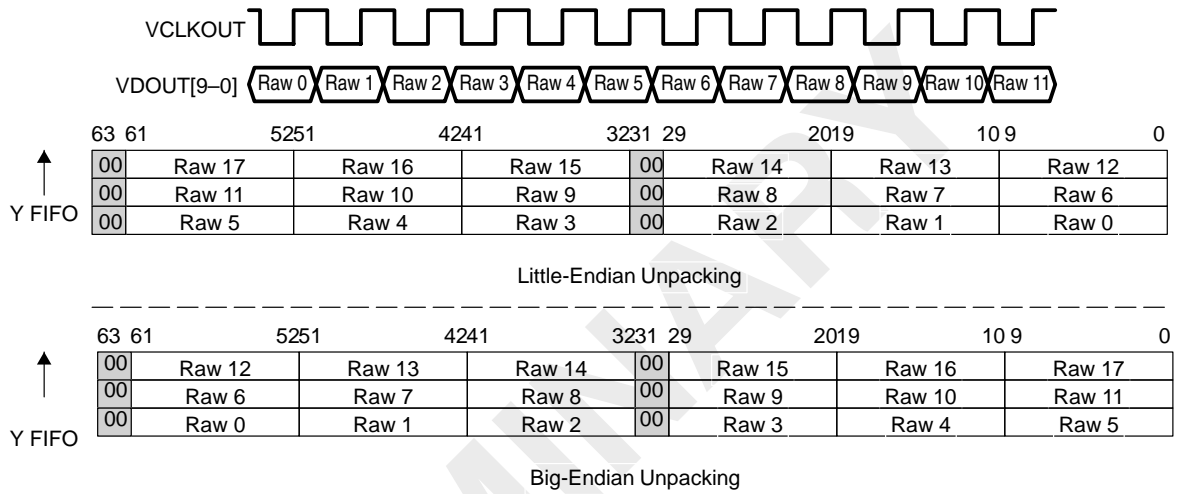 VCLKOUT
VDOUT[9–0] Raw 0 Raw 1 Raw 2 Raw 3 Raw 4 Raw 5 Raw 6 Raw 7 Raw 8 Raw 9 Raw 10 Raw 11
63 61 5251 4241 3231 29 2019 10 9 0
00 Raw 17 Raw 16 Raw 15 00 Raw 14 Raw 13 Raw 12
00 Raw 11 Raw 10 Raw 9 00 Raw 8 Raw 7 Raw 6
Y FIFO
00 Raw 5 Raw 4 Raw 3 00 Raw 2 Raw 1 Raw 0
Little-Endian Unpacking
63 61 5251 4241 3231 29 2019 10 9 0
00 Raw 12 Raw 13 Raw 14 00 Raw 15 Raw 16 Raw 17
00 Raw 6 Raw 7 Raw 8 00 Raw 9 Raw 10 Raw 11
00 Raw 0 Raw 1 Raw 2 00 Raw 3 Raw 4 Raw 5
Y FIFO
Big-Endian Unpacking
MINARY